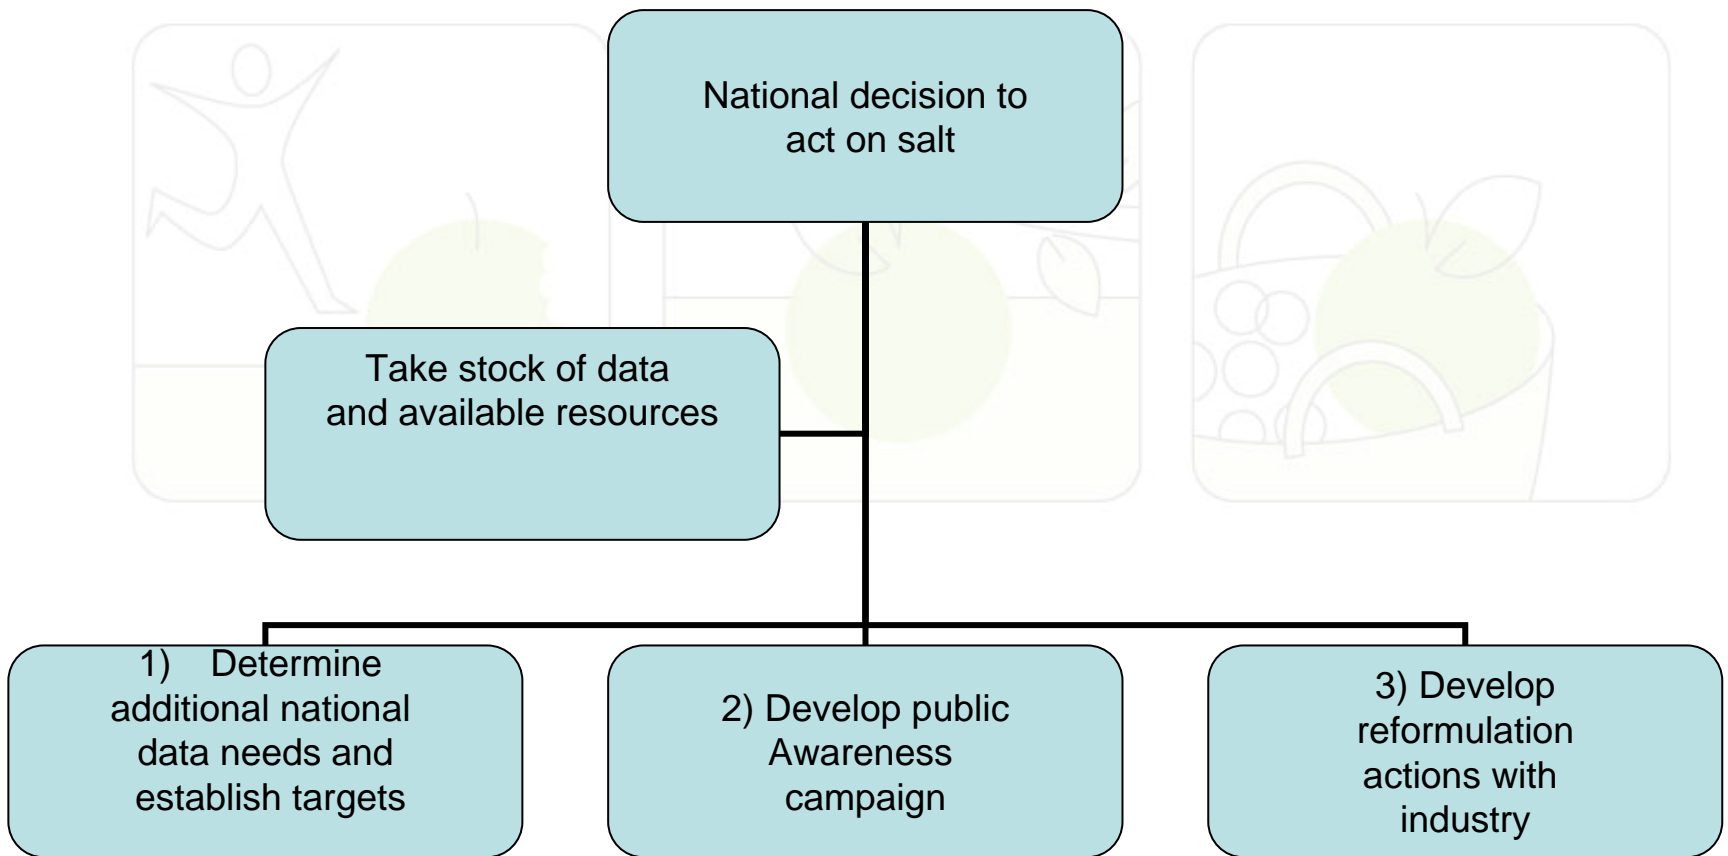 National decision to
act on salt
Take stock of data
and available resources
1) Determine
additional national
data needs and
establish targets
2) Develop public
Awareness
campaign
3) Develop
reformulation
actions with
industry